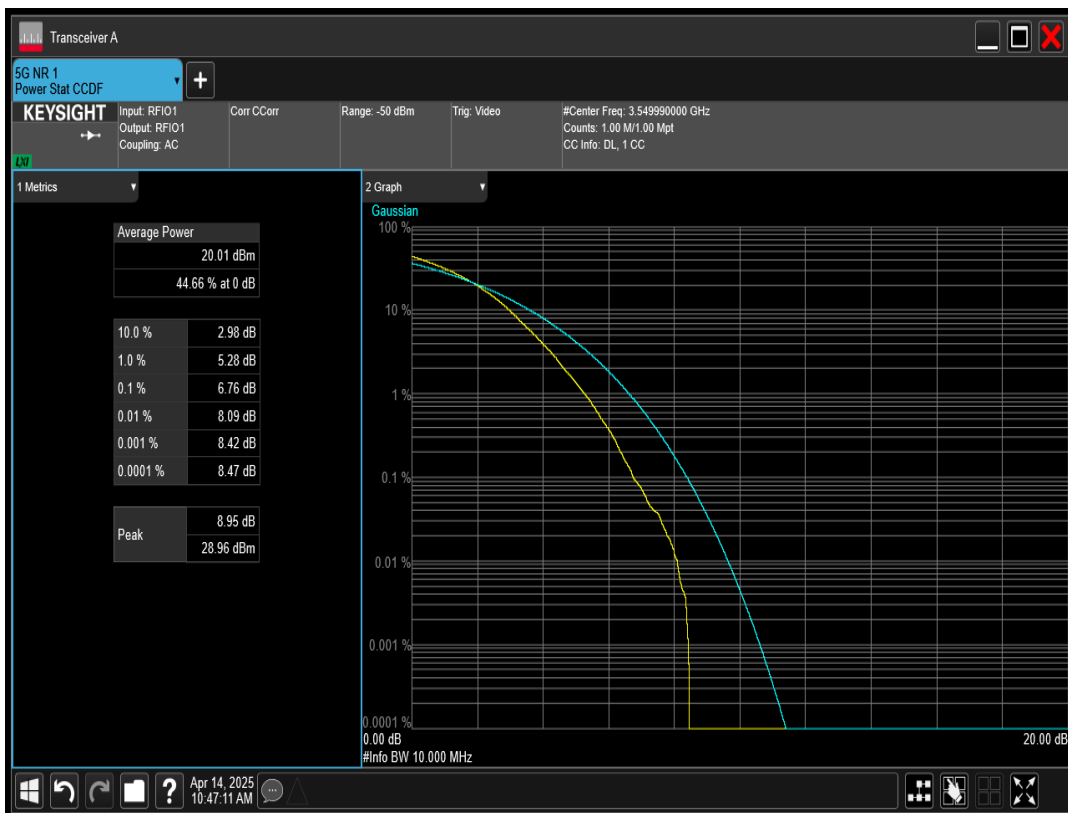 Transceiver A
5G NR 1
Power Stat CCDF
+
KEYSIGHT
LXI
Input: RFIO1
Output: RFIO1
Coupling: AC
Corr CCorr
Range: -50 dBm
Trig: Video
#Center Freq: 3.549990000 GHz
Counts: 1.00 M/1.00 Mpt
CC Info: DL, 1 CC
1 Metrics
Average Power
20.01 dBm
44.66 % at 0 dB
10.0 % 2.98 dB
1.0 % 5.28 dB
0.1 % 6.76 dB
0.01 % 8.09 dB
0.001 % 8.42 dB
0.0001 % 8.47 dB
Peak
8.95 dB
28.96 dBm
2 Graph
Gaussian
100 %
10 %
1 %
0.1 %
0.01 %
0.001 %
0.0001 %
0.00 dB 20.00 dB
#Info BW 10.000 MHz
?
Apr 14, 2025
10:47:11 AM